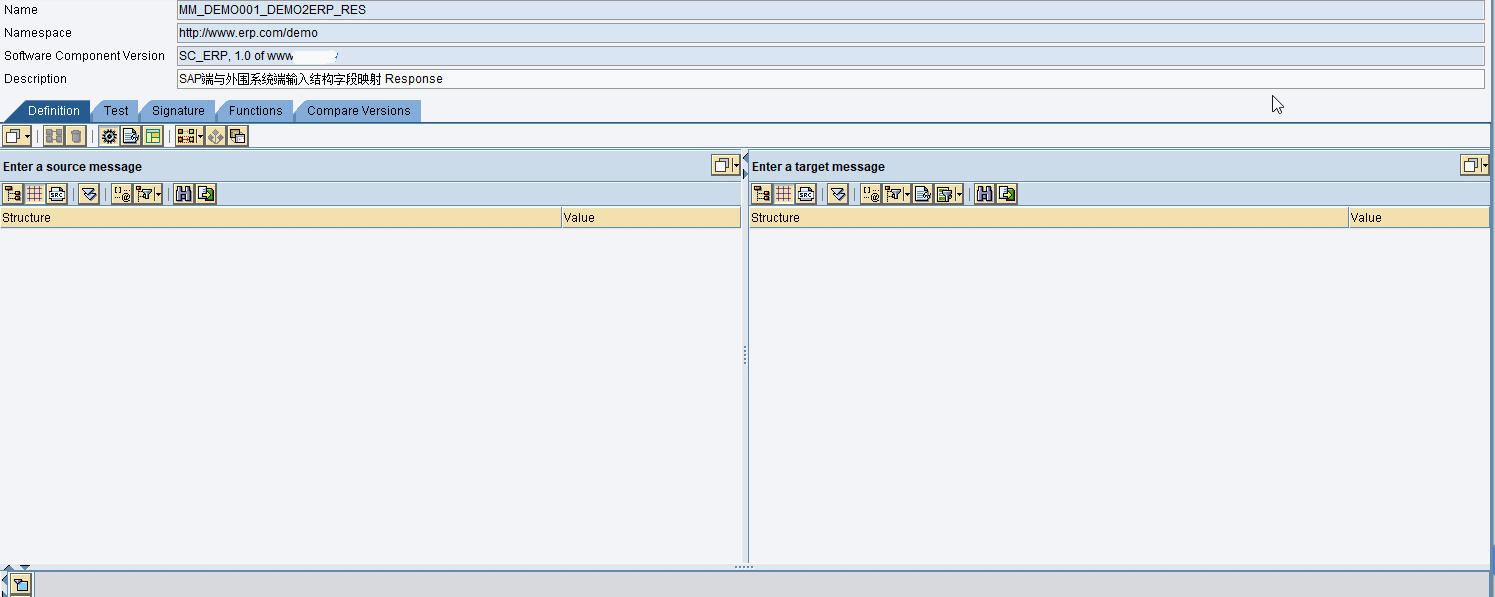 Name MM_DEMO001_DEMO2ERP_RES
Namespace http://www.erp.com/demo
Software Component Version SC_ERP, 1.0 of www
Description SAP端与外围系统端输入结构字段映射 Response
Definition Test Signature Functions Compare Versions
Enter a source message Enter a target message
Structure Value Structure Value